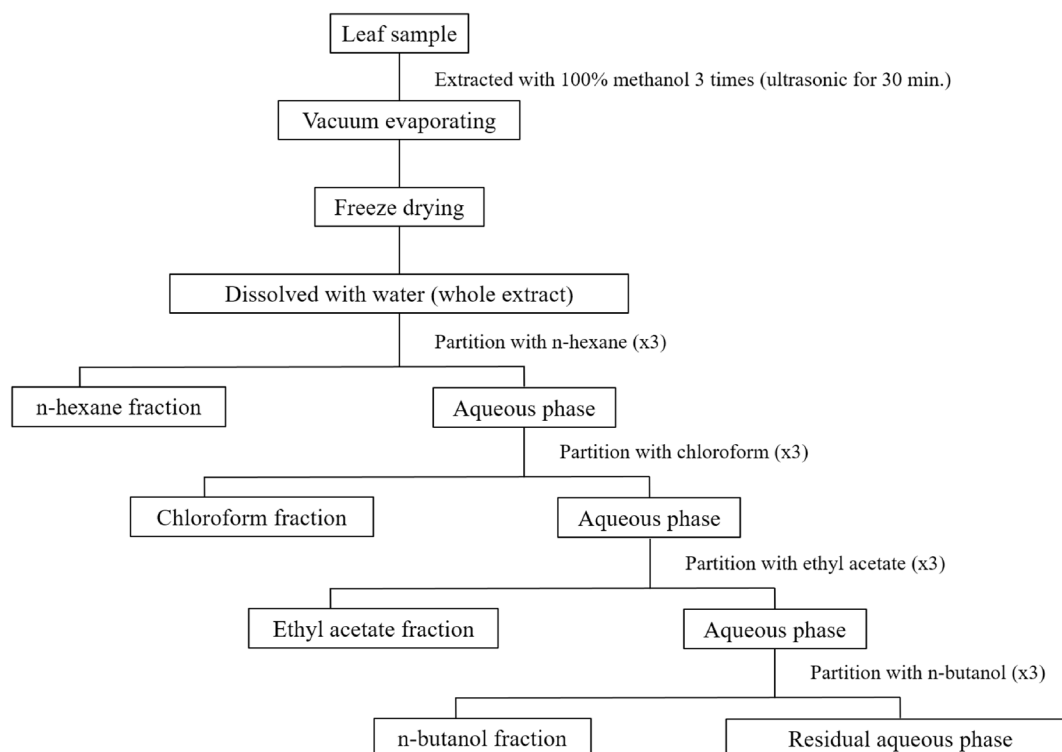 Leaf sample
Extracted with 100% methanol 3 times (ultrasonic for 30 min.)
Vacuum evaporating
Freeze drying
Dissolved with water (whole extract)
Partition with n-hexane (x3)
n-hexane fraction
Aqueous phase
Partition with chloroform (x3)
Chloroform fraction
Aqueous phase
Partition with ethyl acetate (x3)
Ethyl acetate fraction
Aqueous phase
Partition with n-butanol (x3)
n-butanol fraction
Residual aqueous phase